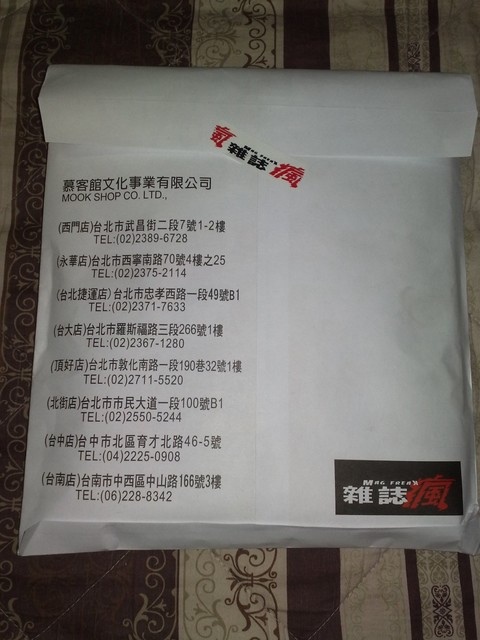 瘋 雜誌 MAG FREAK 瘋
慕客館文化事業有限公司
MOOK SHOP CO. LTD.,
(西門店)台北市武昌街二段7號1-2樓
TEL:(02)2389-6728
(永華店)台北市西寧南路70號4樓之25
TEL:(02)2375-2114
(台北捷運店)台北市忠孝西路一段49號B1
TEL:(02)2371-7633
(台大店)台北市羅斯福路三段266號1樓
TEL:(02)2367-1280
(頂好店)台北市敦化南路一段190巷32號1樓
TEL:(02)2711-5520
(北街店)台北市市民大道一段100號B1
TEL:(02)2550-5244
(台中店)台中市北區育才北路46-5號
TEL:(04)2225-0908
(台南店)台南市中西區中山路166號3樓
TEL:(06)228-8342
MAG FREAK
雜誌瘋